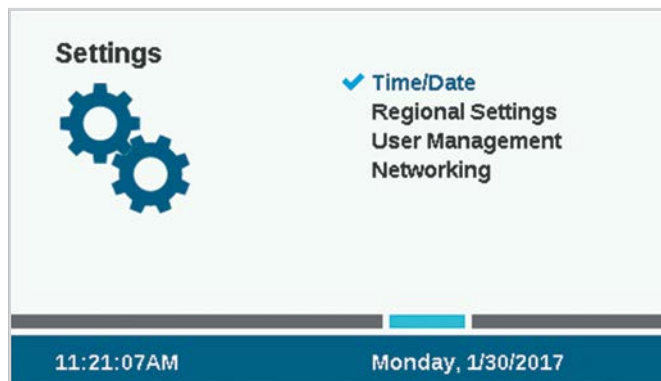 Settings
Time/Date
Regional Settings
User Management
Networking
11:21:07AM
Monday, 1/30/2017